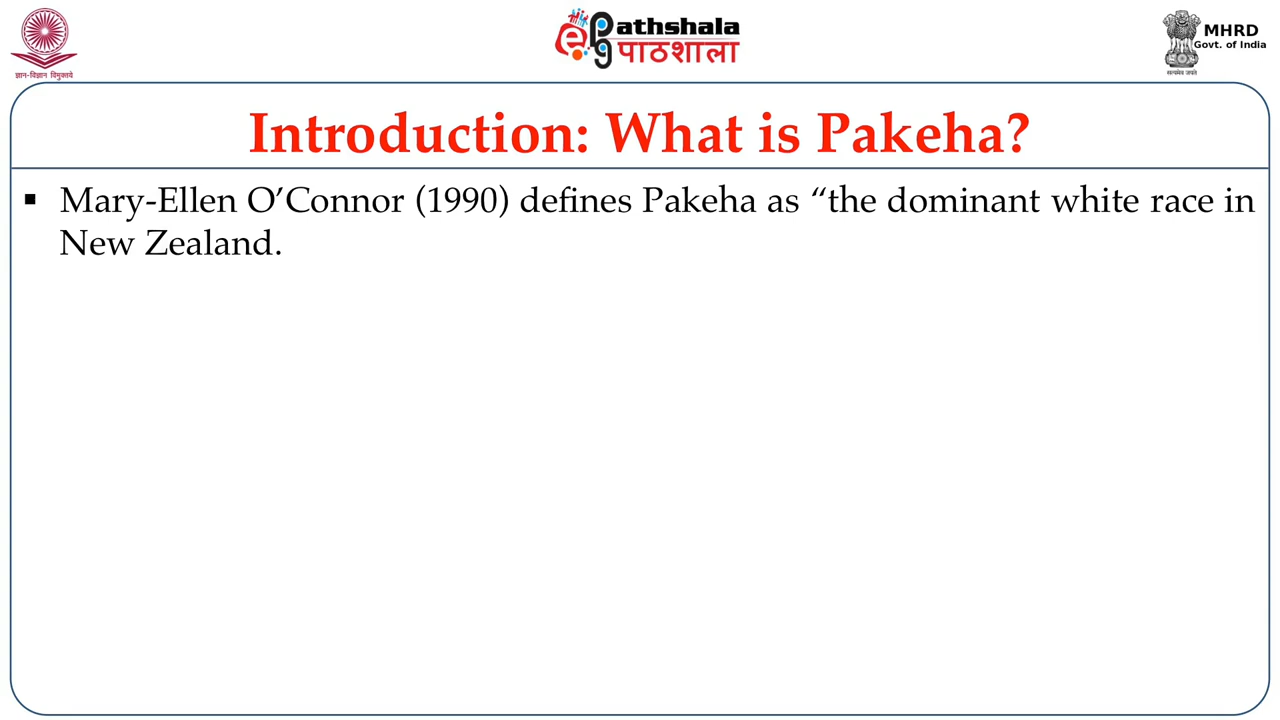 ज्ञान-विज्ञान विमुक्तये
ePg Pathshala
पाठशाला
MHRD
Govt. of India
सत्यमेव जयते
Introduction: What is Pakeha?
▪ Mary-Ellen O’Connor (1990) defines Pakeha as “the dominant white race in
New Zealand.